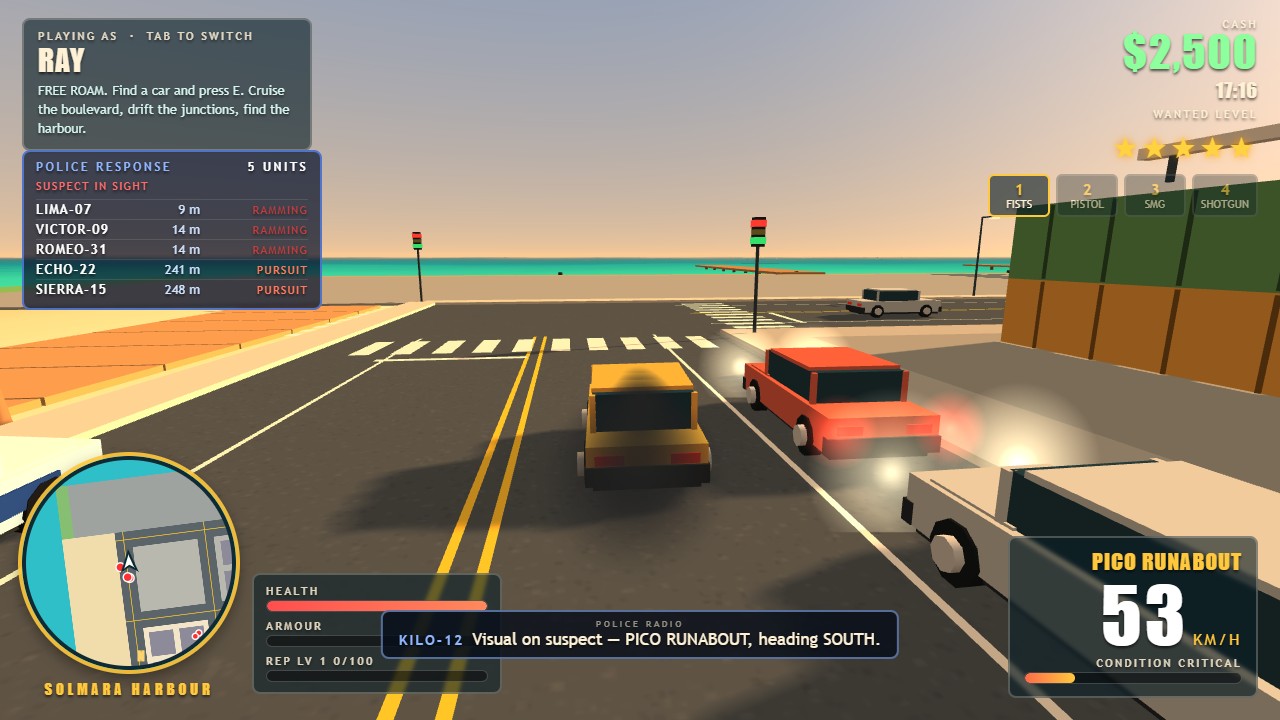 PLAYING AS · TAB TO SWITCH
RAY
FREE ROAM. Find a car and press E. Cruise
the boulevard, drift the junctions, find the
harbour.
POLICE RESPONSE 5 UNITS
SUSPECT IN SIGHT
LIMA-07 9 m RAMMING
VICTOR-09 14 m RAMMING
ROMEO-31 14 m RAMMING
ECHO-22 241 m PURSUIT
SIERRA-15 248 m PURSUIT
CASH
$2,500
17:16
WANTED LEVEL
1 2 3 4
FISTS PISTOL SMG SHOTGUN
SOLMARA HARBOUR
HEALTH
ARMOUR
REP LV 1 0/100
POLICE RADIO
KILO-12 Visual on suspect — PICO RUNABOUT, heading SOUTH.
PICO RUNABOUT
53 KM/H
CONDITION CRITICAL